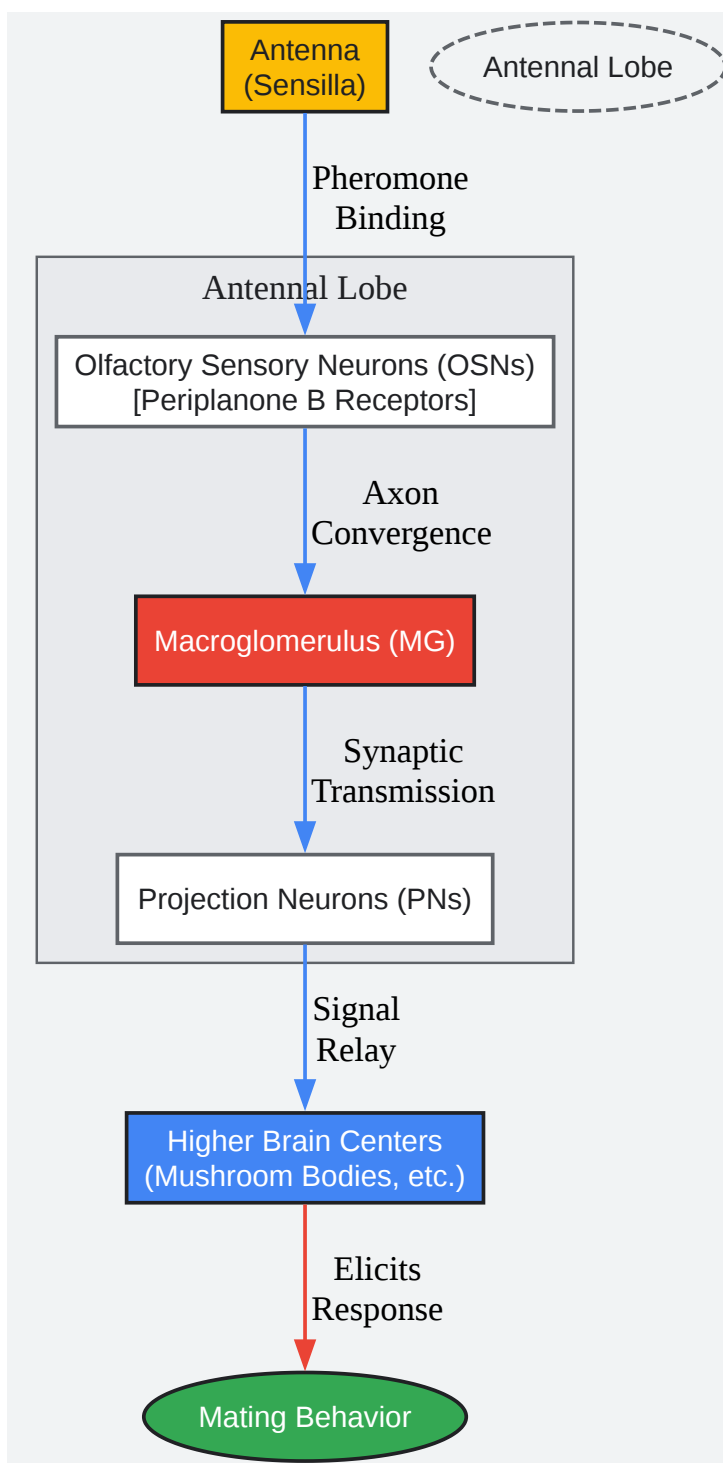 Antenna
(Sensilla)
Antennal Lobe
Pheromone
Binding
Antennal Lobe
Olfactory Sensory Neurons (OSNs)
[Periplanone B Receptors]
Axon
Convergence
Macroglomerulus (MG)
Synaptic
Transmission
Projection Neurons (PNs)
Signal
Relay
Higher Brain Centers
(Mushroom Bodies, etc.)
Elicits
Response
Mating Behavior